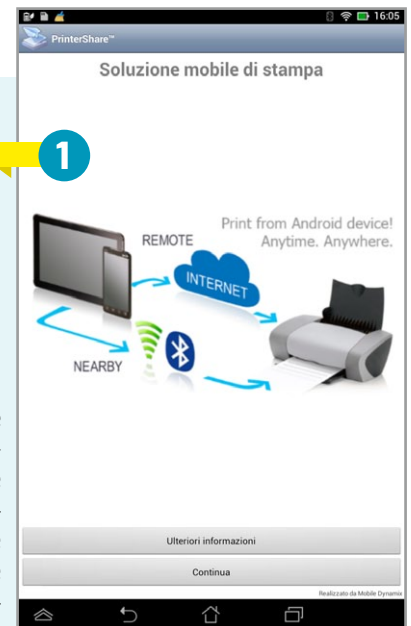 16:05
PrinterShare™
Soluzione mobile di stampa
1
Print from Android device!
Anytime. Anywhere.
REMOTE
INTERNET
NEARBY
Ulteriori informazioni
Continua
Realizzato da Mobile Dynamix